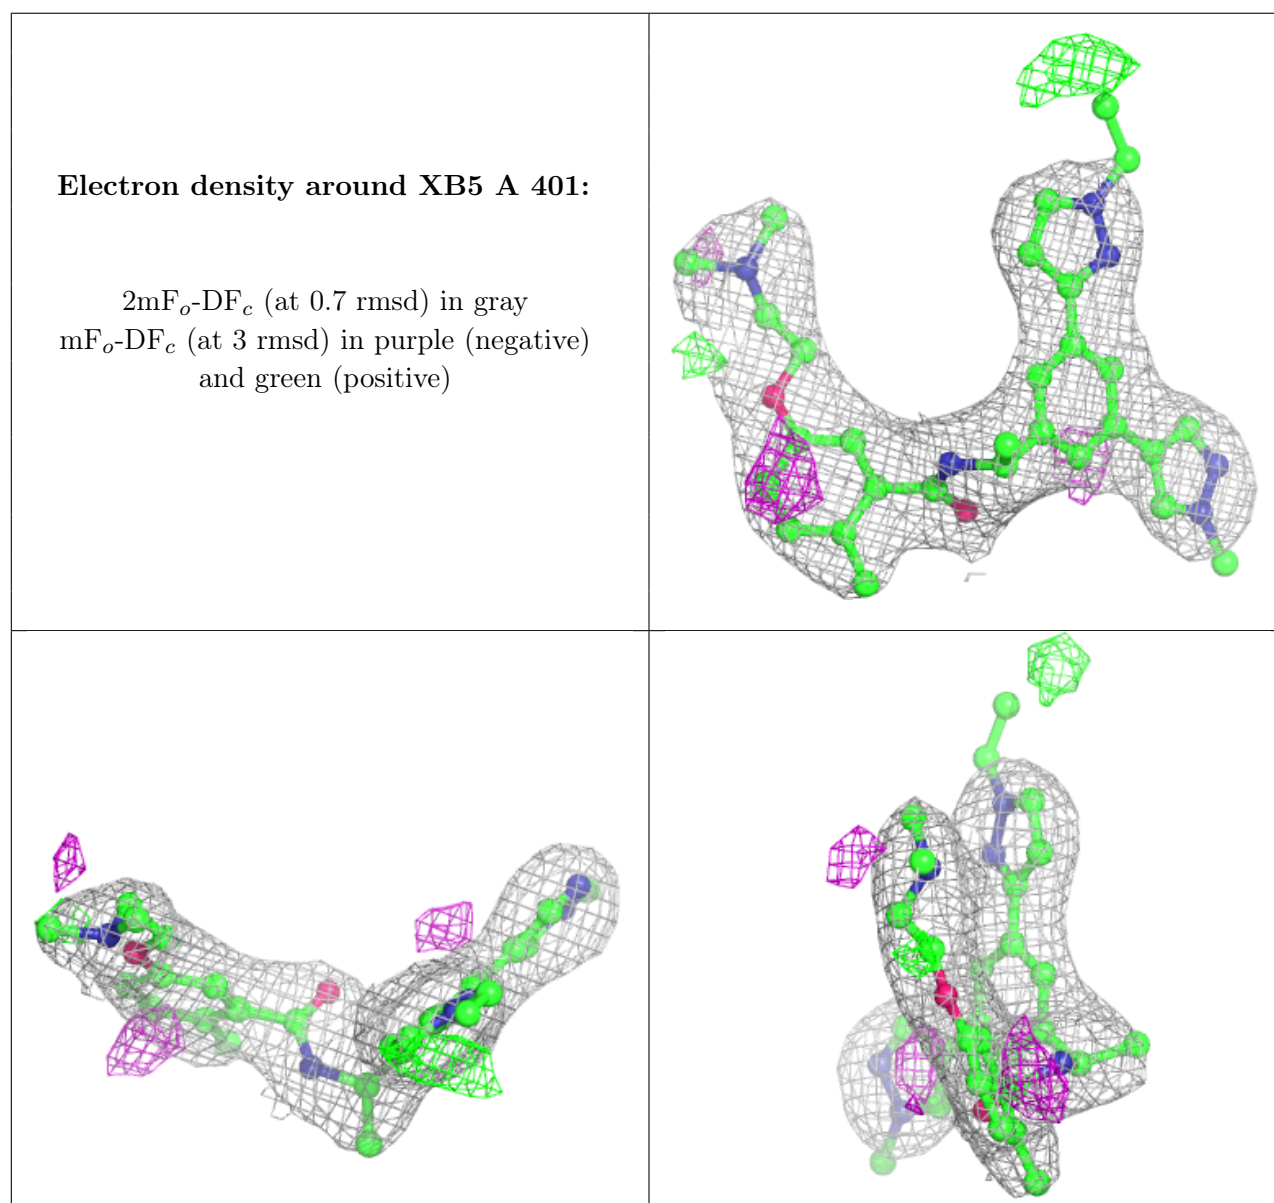 Electron density around XB5 A 401:
2mFo-DFc (at 0.7 rmsd) in gray
mFo-DFc (at 3 rmsd) in purple (negative)
and green (positive)